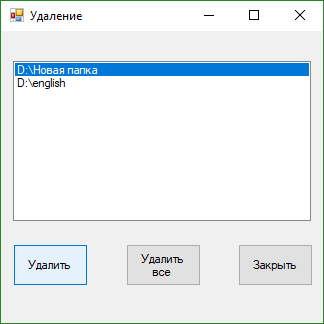 Удаление
D:\Новая папка
D:\english
Удалить
Удалить
все
Закрыть